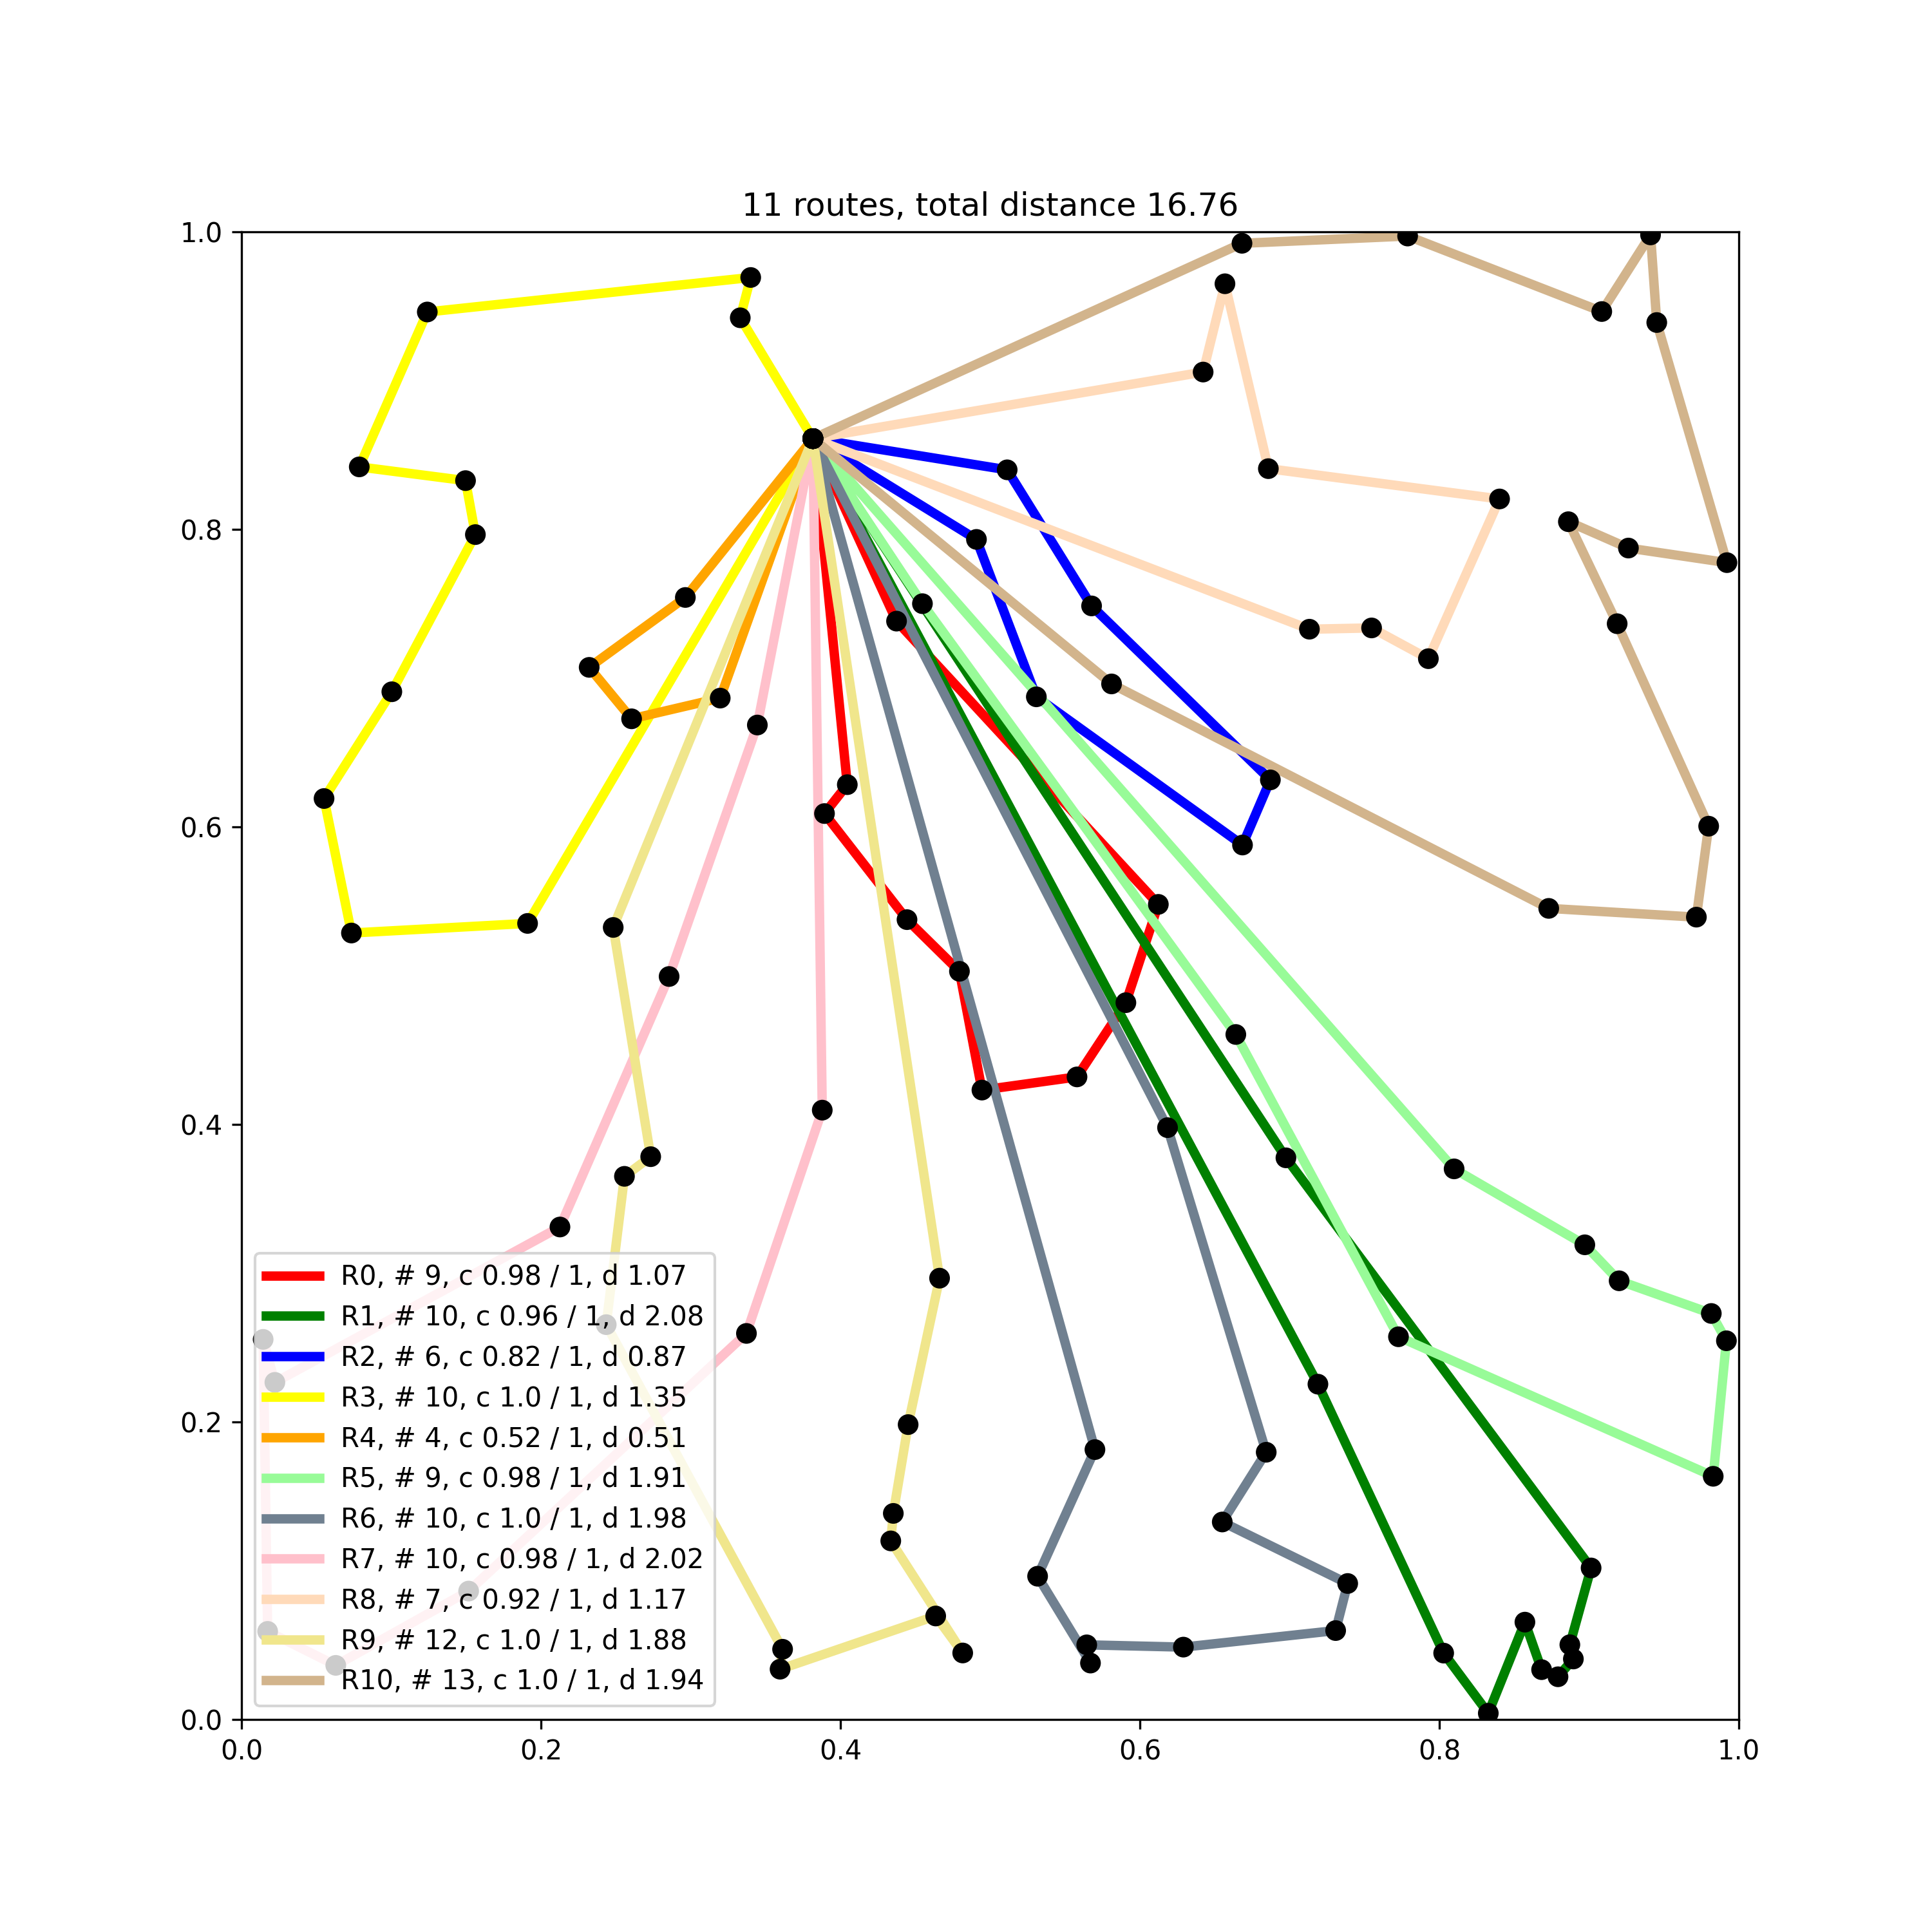 11 routes, total distance 16.76
1.0
0.8
0.6
0.4
0.2
0.0
R0, # 9, c 0.98 / 1, d 1.07
R1, # 10, c 0.96 / 1, d 2.08
R2, # 6, c 0.82 / 1, d 0.87
R3, # 10, c 1.0 / 1, d 1.35
R4, # 4, c 0.52 / 1, d 0.51
R5, # 9, c 0.98 / 1, d 1.91
R6, # 10, c 1.0 / 1, d 1.98
R7, # 10, c 0.98 / 1, d 2.02
R8, # 7, c 0.92 / 1, d 1.17
R9, # 12, c 1.0 / 1, d 1.88
R10, # 13, c 1.0 / 1, d 1.94
0.0 0.2 0.4 0.6 0.8 1.0